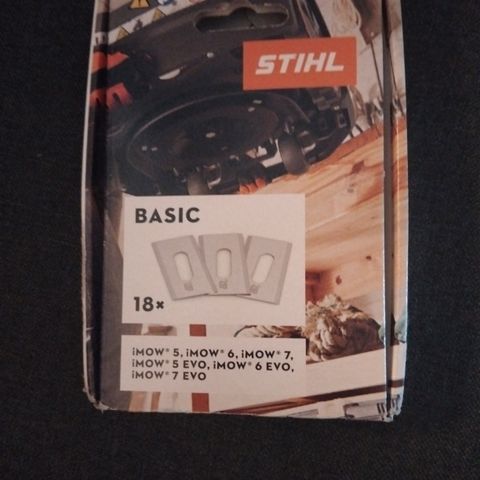 STIHL
BASIC
18×
iMOW® 5, iMOW® 6, iMOW® 7,
iMOW® 5 EVO, iMOW® 6 EVO,
iMOW® 7 EVO